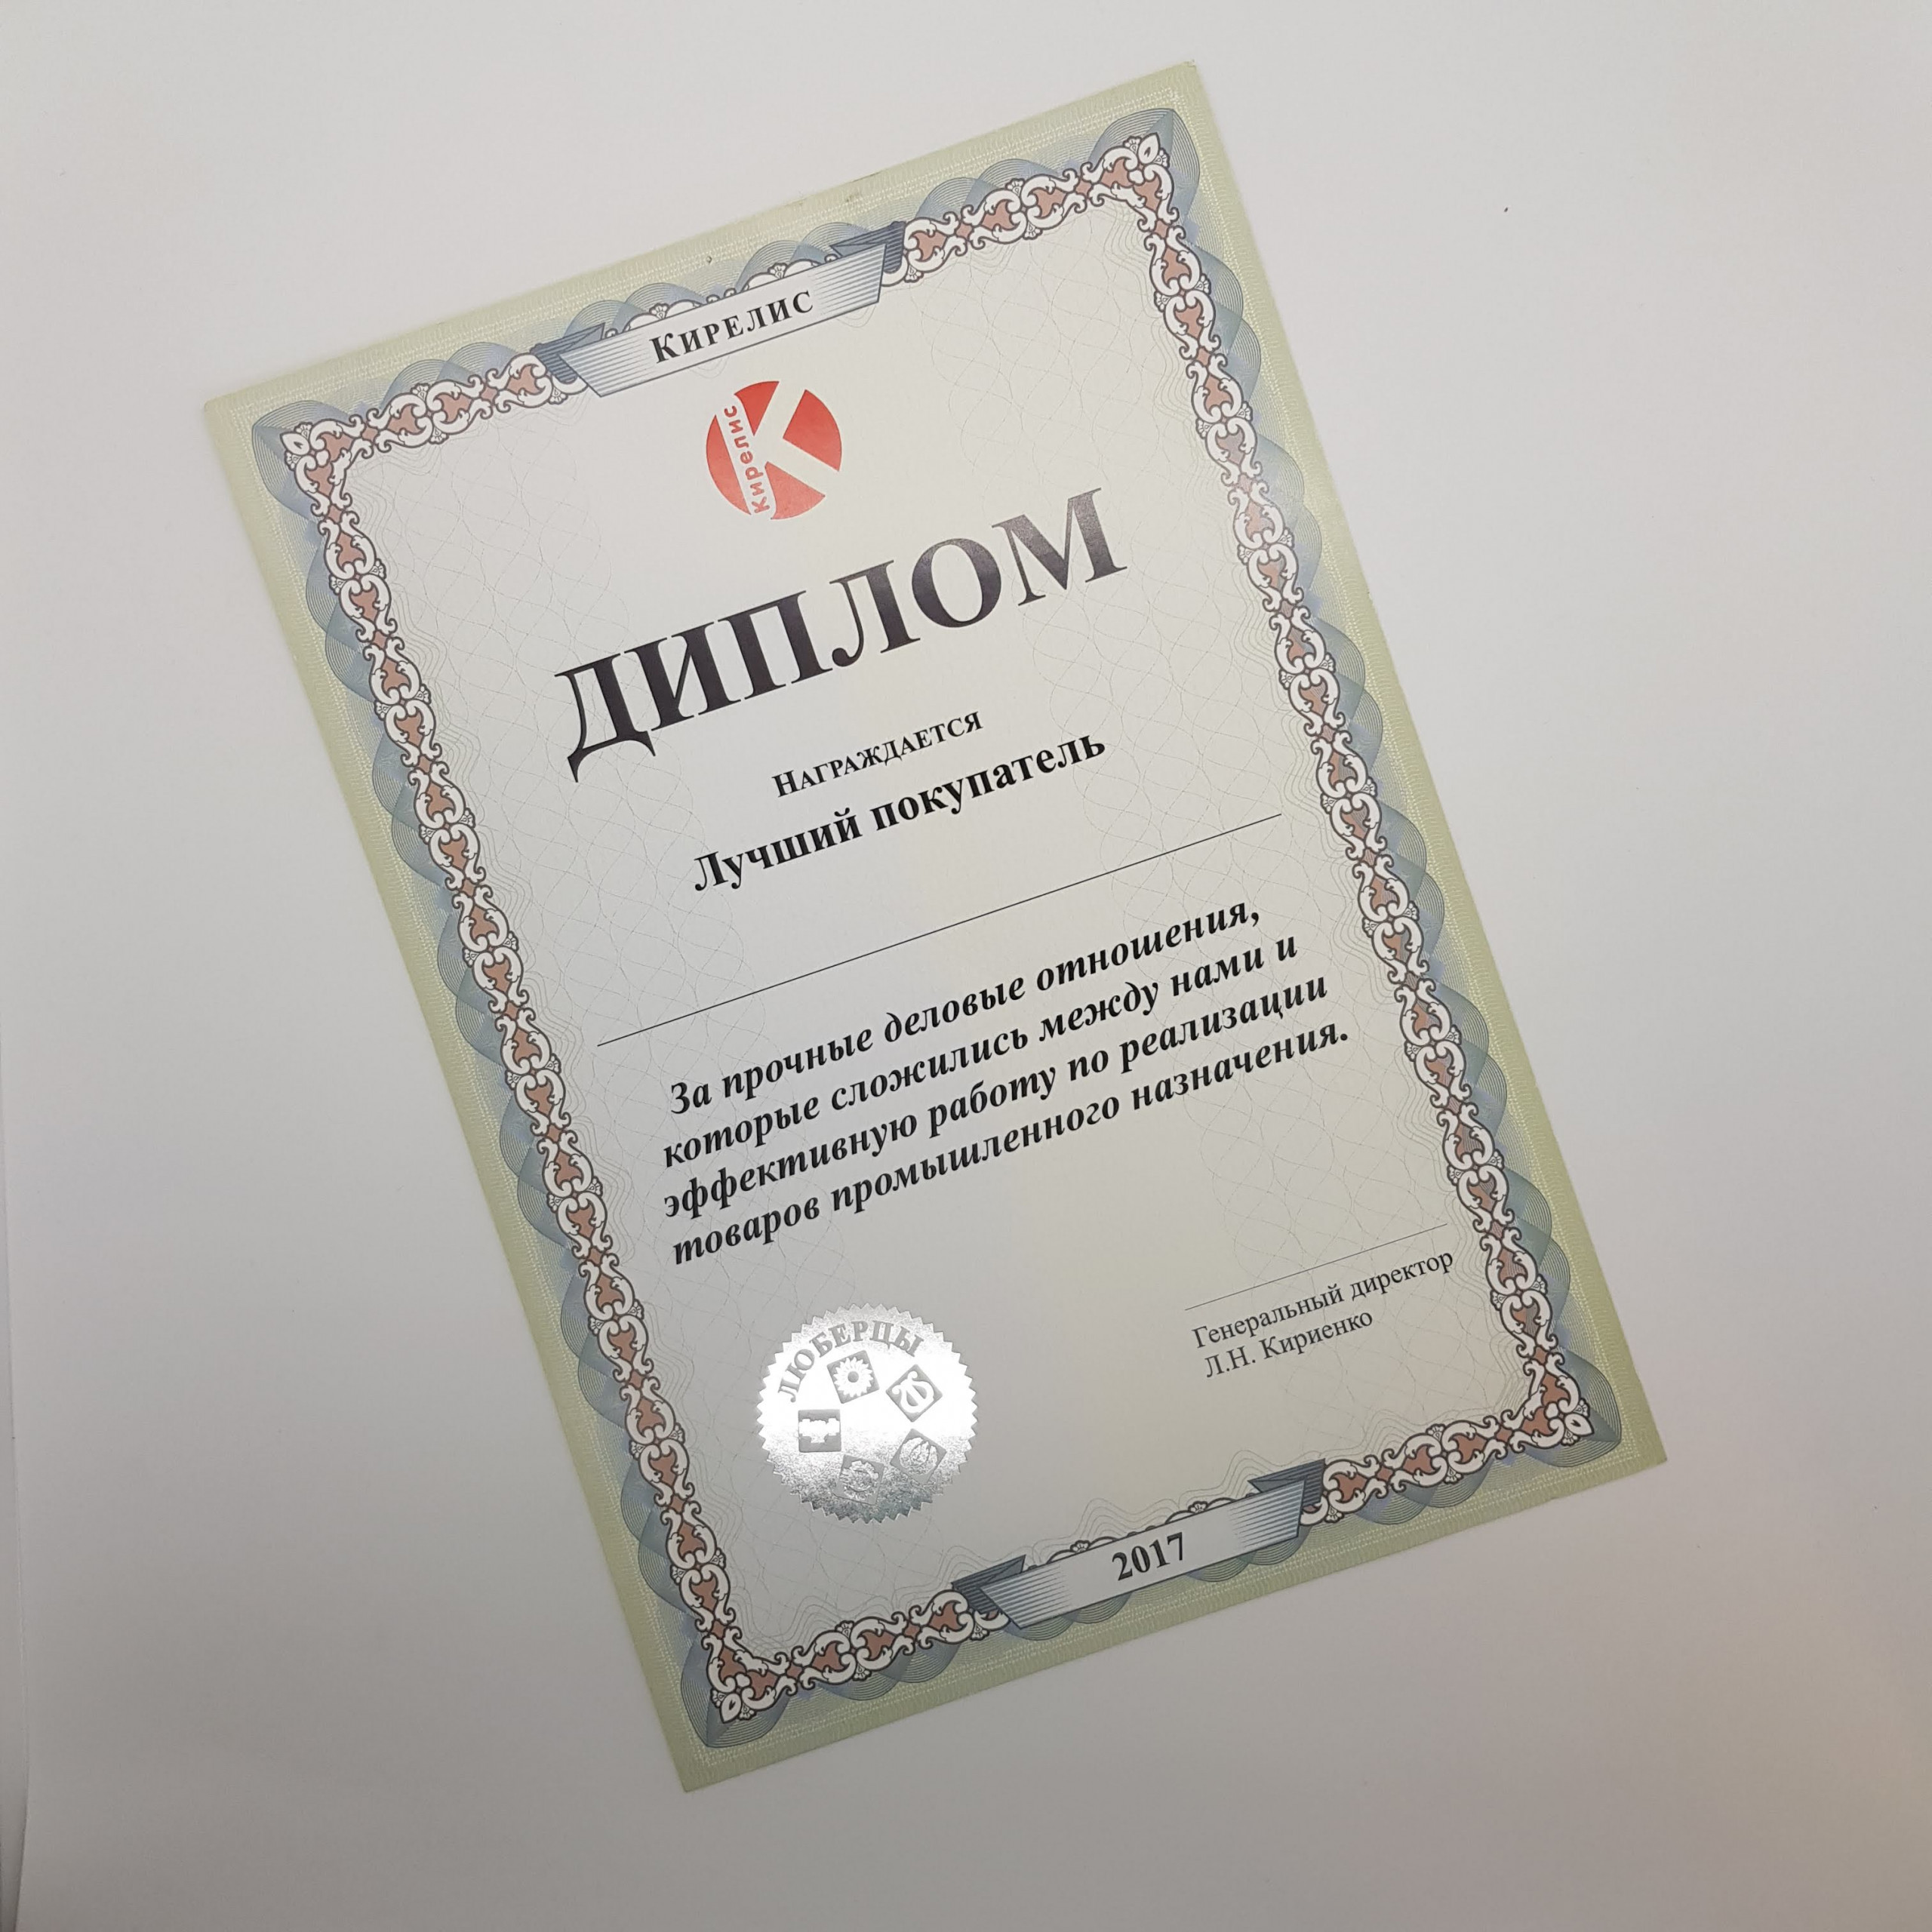 Кирелис
Кирелис
ДИПЛОМ
Награждается
Лучший покупатель
За прочные деловые отношения,
которые сложились между нами и
эффективную работу по реализации
товаров промышленного назначения.
Генеральный директор
Л.Н. Кириенко
ЛЮБЕРЦЫ
2017